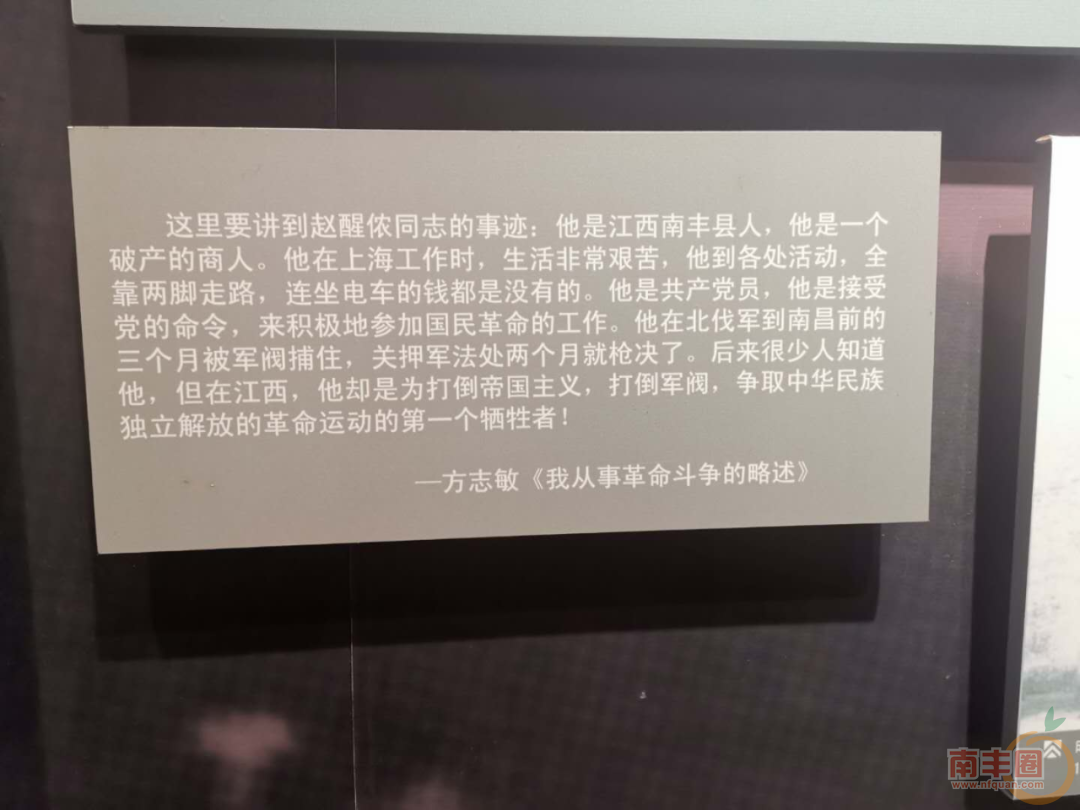 这里要讲到赵醒侬同志的事迹：他是江西南丰县人，他是一个
破产的商人。他在上海工作时，生活非常艰苦，他到各处活动，全
靠两脚走路，连坐电车的钱都是没有的。他是共产党员，他是接受
党的命令，来积极地参加国民革命的工作。他在北伐军到南昌前的
三个月被军阀捕住，关押军法处两个月就枪决了。后来很少人知道
他，但在江西，他却是为打倒帝国主义，打倒军阀，争取中华民族
独立解放的革命运动的第一个牺牲者！
—方志敏《我从事革命斗争的略述》
南丰圈
www.nfquan.com